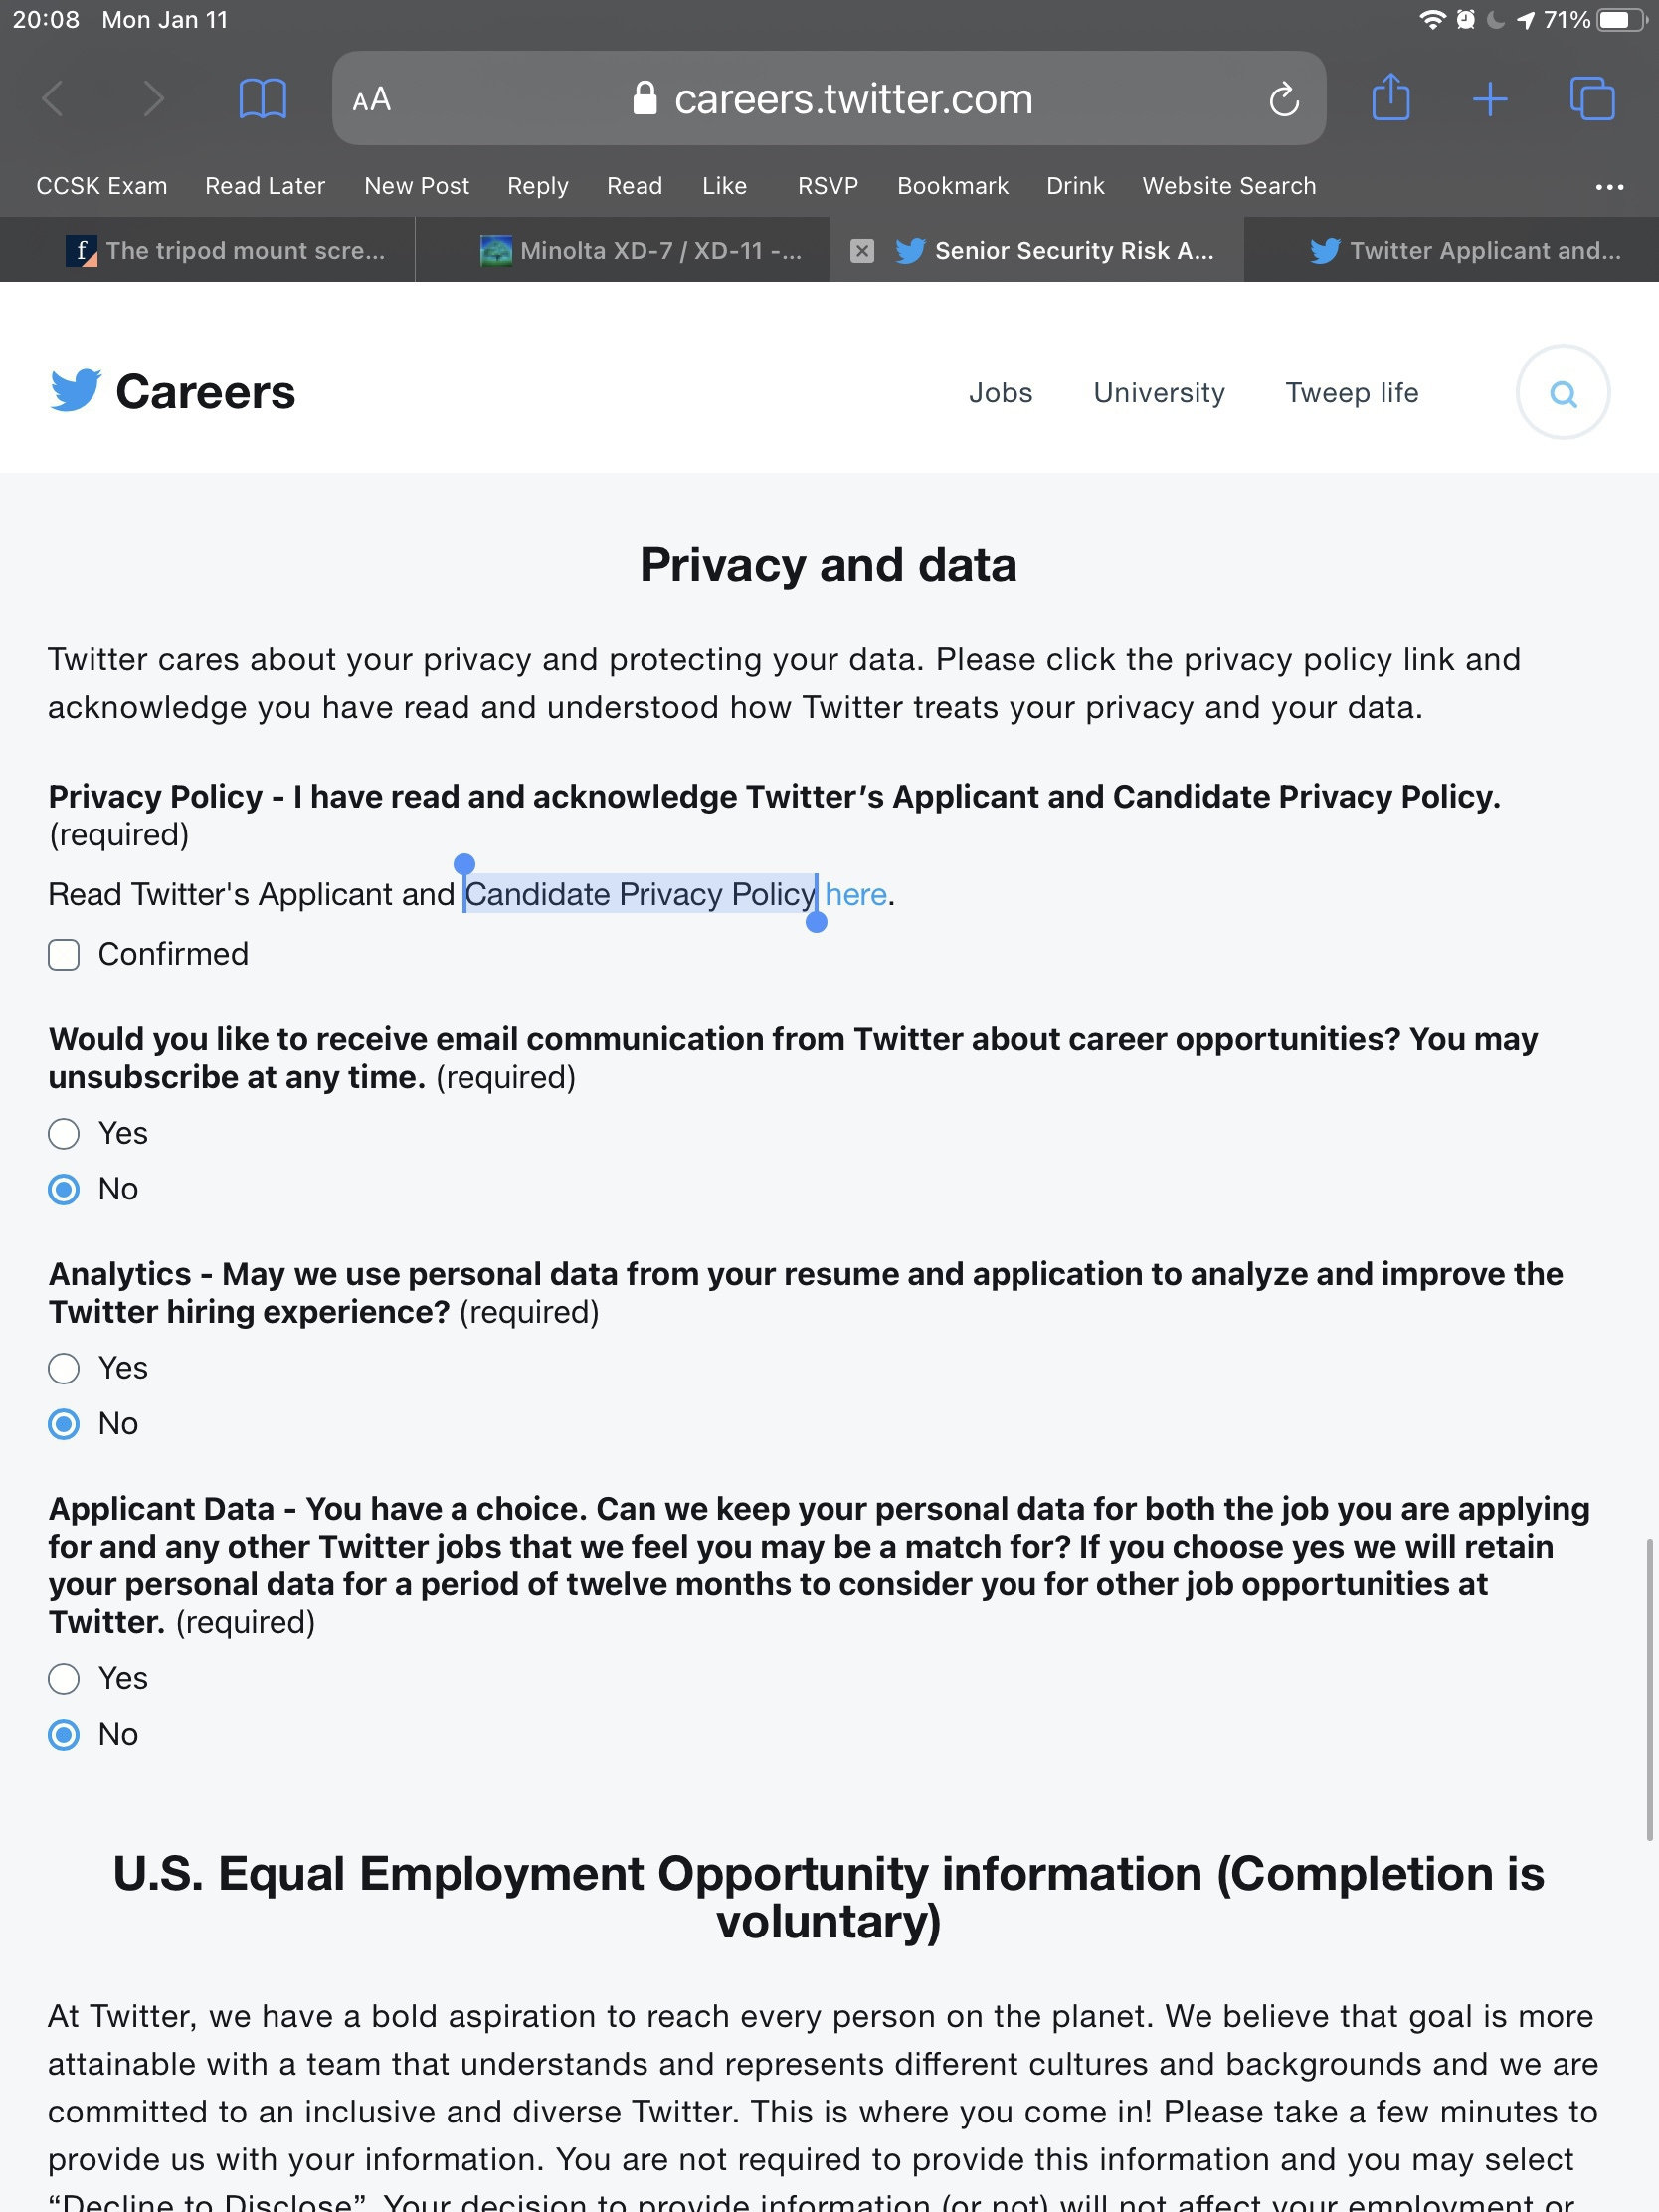 20:08 Mon Jan 11 71%
AA careers.twitter.com
CCSK Exam Read Later New Post Reply Read Like RSVP Bookmark Drink Website Search ...
f The tripod mount scre... Minolta XD-7 / XD-11 -... Senior Security Risk A... Twitter Applicant and...
Careers Jobs University Tweep life
Privacy and data
Twitter cares about your privacy and protecting your data. Please click the privacy policy link and
acknowledge you have read and understood how Twitter treats your privacy and your data.
Privacy Policy - I have read and acknowledge Twitter’s Applicant and Candidate Privacy Policy.
(required)
Read Twitter's Applicant and Candidate Privacy Policy here.
Confirmed
Would you like to receive email communication from Twitter about career opportunities? You may
unsubscribe at any time. (required)
Yes
No
Analytics - May we use personal data from your resume and application to analyze and improve the
Twitter hiring experience? (required)
Yes
No
Applicant Data - You have a choice. Can we keep your personal data for both the job you are applying
for and any other Twitter jobs that we feel you may be a match for? If you choose yes we will retain
your personal data for a period of twelve months to consider you for other job opportunities at
Twitter. (required)
Yes
No
U.S. Equal Employment Opportunity information (Completion is
voluntary)
At Twitter, we have a bold aspiration to reach every person on the planet. We believe that goal is more
attainable with a team that understands and represents different cultures and backgrounds and we are
committed to an inclusive and diverse Twitter. This is where you come in! Please take a few minutes to
provide us with your information. You are not required to provide this information and you may select
“Decline to Disclose”. Your decision to provide information (or not) will not affect your employment or